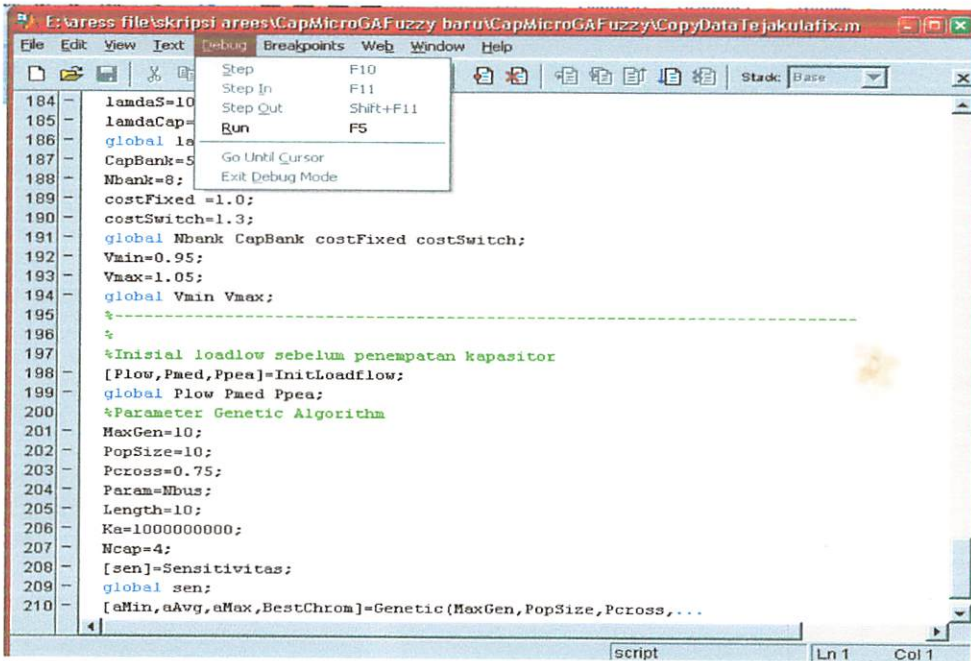 E:\aress file\skripsi arees\CapMicroGAFuzzy baru\CapMicroGAFuzzy\CopyDataTejakulafix.m
File Edit View Text Debug Breakpoints Web Window Help
Stack: Base
Step F10
Step In F11
Step Out Shift+F11
Run F5
Go Until Cursor
Exit Debug Mode
184 - lamdaS=10
185 - lamdaCap=
186 - global la
187 - CapBank=5
188 - Nbank=8;
189 - costFixed =1.0;
190 - costSwitch=1.3;
191 - global Nbank CapBank costFixed costSwitch;
192 - Vmin=0.95;
193 - Vmax=1.05;
194 - global Vmin Vmax;
195 %---------------------------------------------------------------------------
196 %
197 %Inisial loadlow sebelum penempatan kapasitor
198 - [Plow,Pmed,Ppea]=InitLoadflow;
199 - global Plow Pmed Ppea;
200 %Parameter Genetic Algorithm
201 - MaxGen=10;
202 - PopSize=10;
203 - Pcross=0.75;
204 - Param=Nbus;
205 - Length=10;
206 - Ka=1000000000;
207 - Ncap=4;
208 - [sen]=Sensitivitas;
209 - global sen;
210 - [aMin,aAvg,aMax,BestChrom]=Genetic(MaxGen,PopSize,Pcross,...
script Ln 1 Col 1